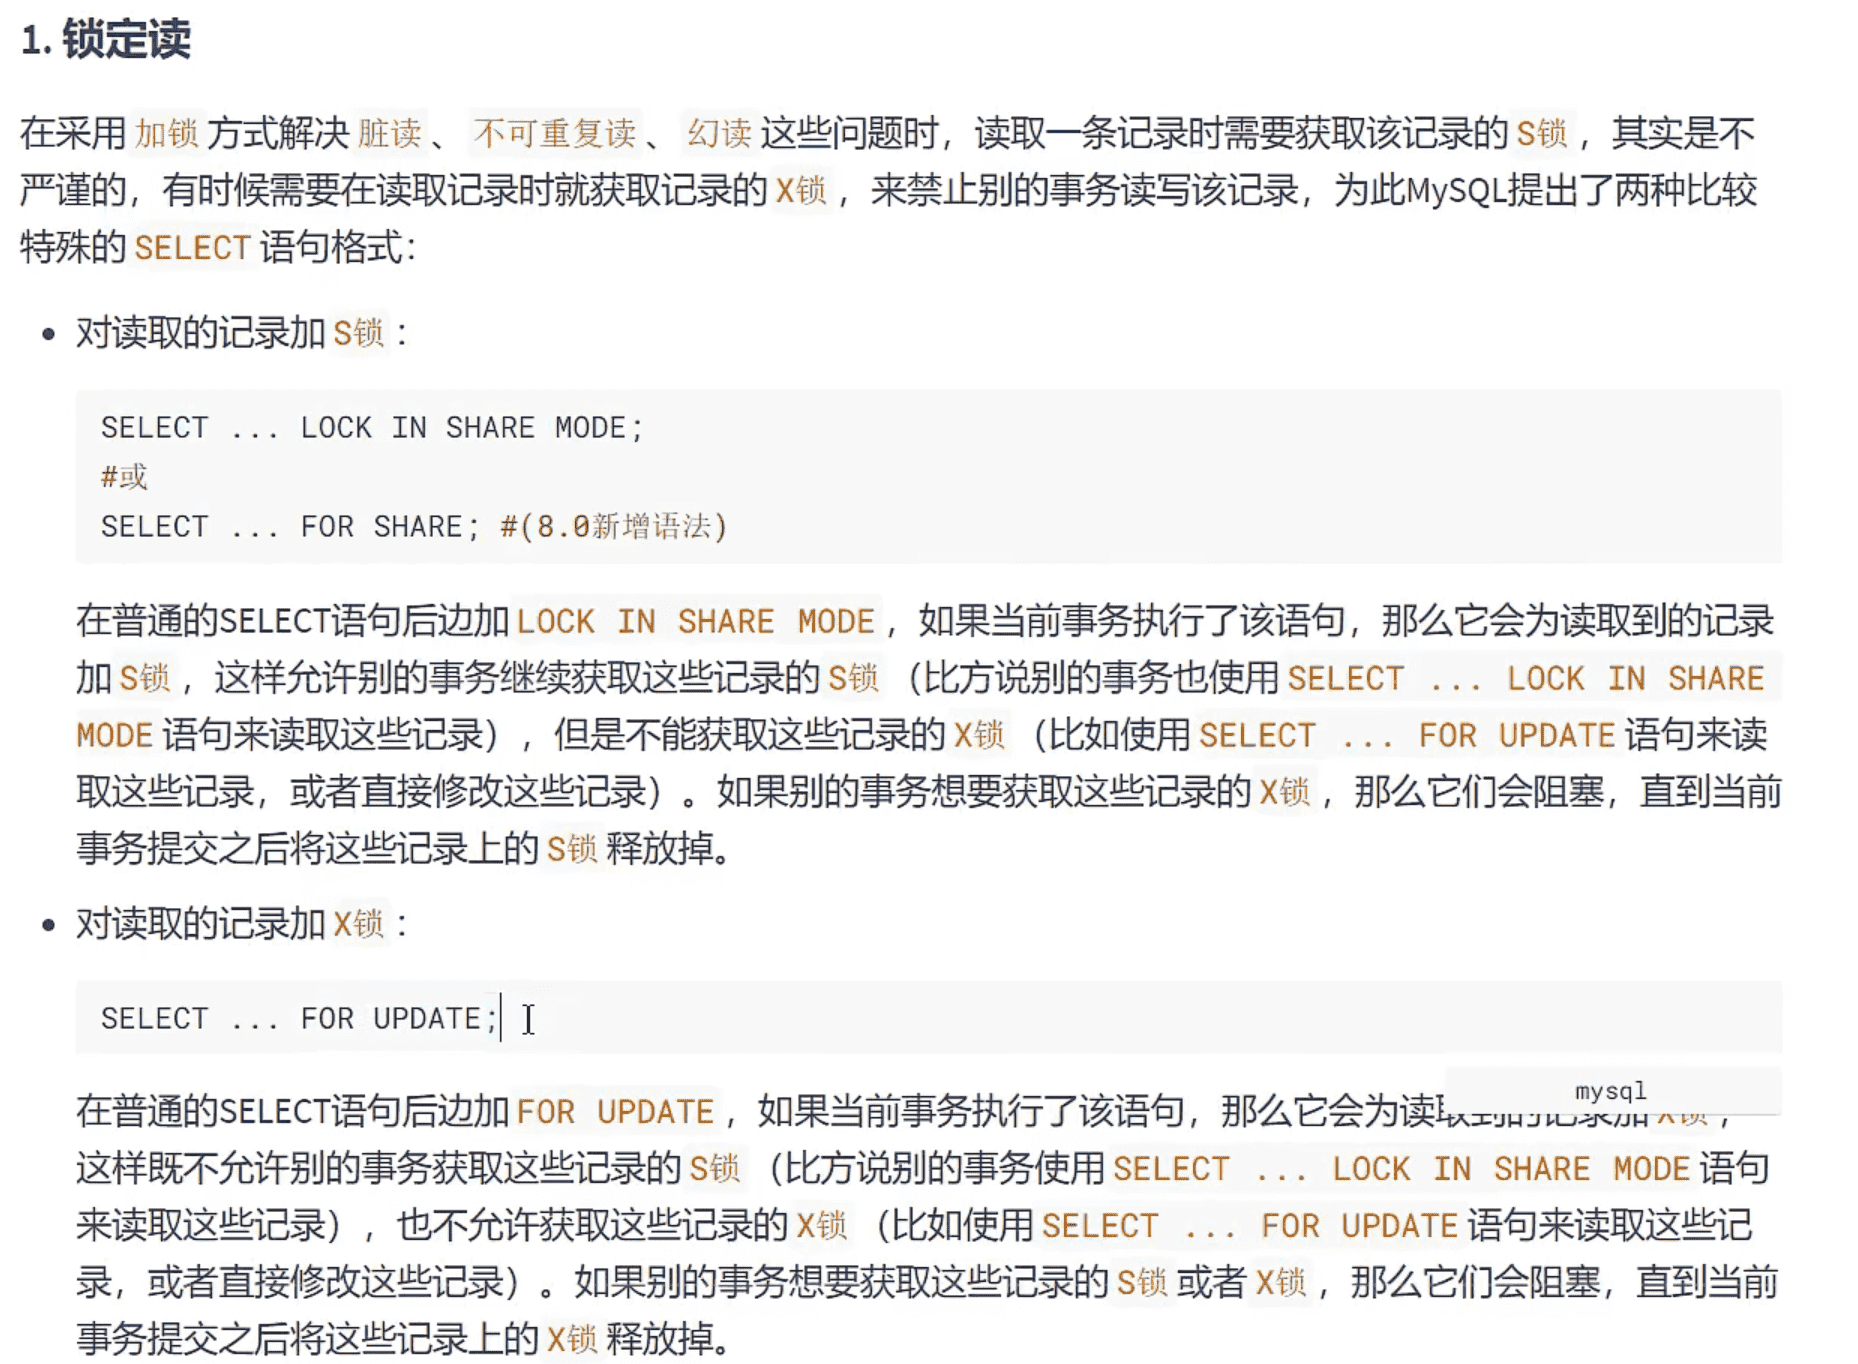 1. 锁定读
在采用 加锁 方式解决 脏读 、 不可重复读 、 幻读 这些问题时，读取一条记录时需要获取该记录的 S锁 ，其实是不
严谨的，有时候需要在读取记录时就获取记录的 X锁 ，来禁止别的事务读写该记录，为此MySQL提出了两种比较
特殊的 SELECT 语句格式：
• 对读取的记录加 S锁 ：
SELECT ... LOCK IN SHARE MODE;
#或
SELECT ... FOR SHARE; #(8.0新增语法)
在普通的SELECT语句后边加 LOCK IN SHARE MODE ，如果当前事务执行了该语句，那么它会为读取到的记录
加 S锁 ，这样允许别的事务继续获取这些记录的 S锁 （比方说别的事务也使用 SELECT ... LOCK IN SHARE
MODE 语句来读取这些记录），但是不能获取这些记录的 X锁 （比如使用 SELECT ... FOR UPDATE 语句来读
取这些记录，或者直接修改这些记录）。如果别的事务想要获取这些记录的 X锁 ，那么它们会阻塞，直到当前
事务提交之后将这些记录上的 S锁 释放掉。
• 对读取的记录加 X锁 ：
SELECT ... FOR UPDATE;
mysql
在普通的SELECT语句后边加 FOR UPDATE ，如果当前事务执行了该语句，那么它会为读取到的记录加 X锁 ，
这样既不允许别的事务获取这些记录的 S锁 （比方说别的事务使用 SELECT ... LOCK IN SHARE MODE 语句
来读取这些记录），也不允许获取这些记录的 X锁 （比如使用 SELECT ... FOR UPDATE 语句来读取这些记
录，或者直接修改这些记录）。如果别的事务想要获取这些记录的 S锁 或者 X锁 ，那么它们会阻塞，直到当前
事务提交之后将这些记录上的 X锁 释放掉。